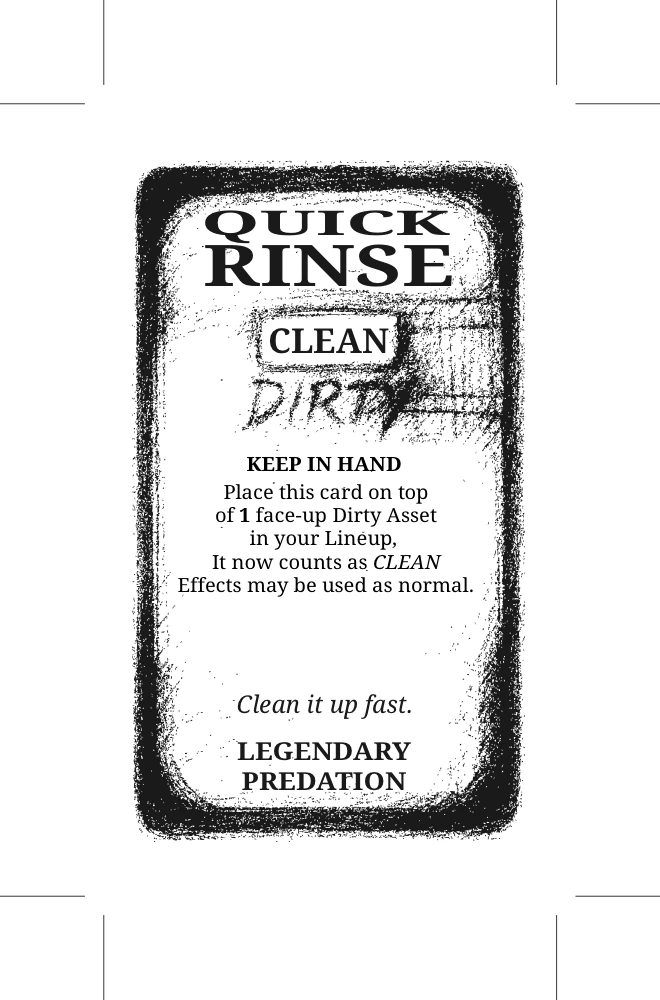 QUICK
RINSE
CLEAN
DIRTY
KEEP IN HAND
Place this card on top
of 1 face-up Dirty Asset
in your Lineup,
It now counts as CLEAN
Effects may be used as normal.
Clean it up fast.
LEGENDARY
PREDATION